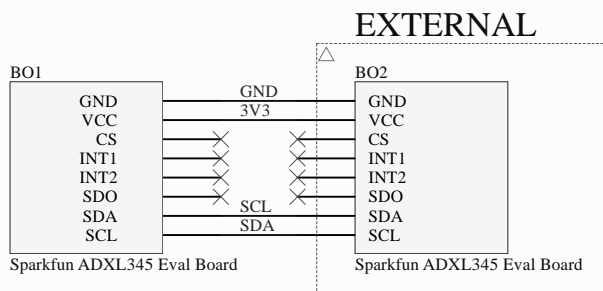 EXTERNAL
BO1
BO2
GND
GND
GND
VCC
3V3
VCC
CS
CS
INT1
INT1
INT2
INT2
SDO
SDO
SDA
SCL
SDA
SCL
SDA
SCL
Sparkfun ADXL345 Eval Board
Sparkfun ADXL345 Eval Board